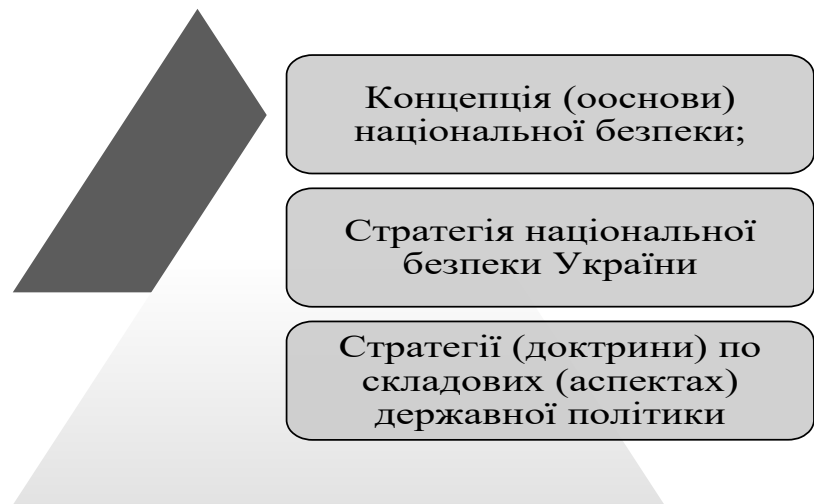 Концепція (ооснови)
національної безпеки;
Стратегія національної
безпеки України
Стратегії (доктрини) по
складових (аспектах)
державної політики